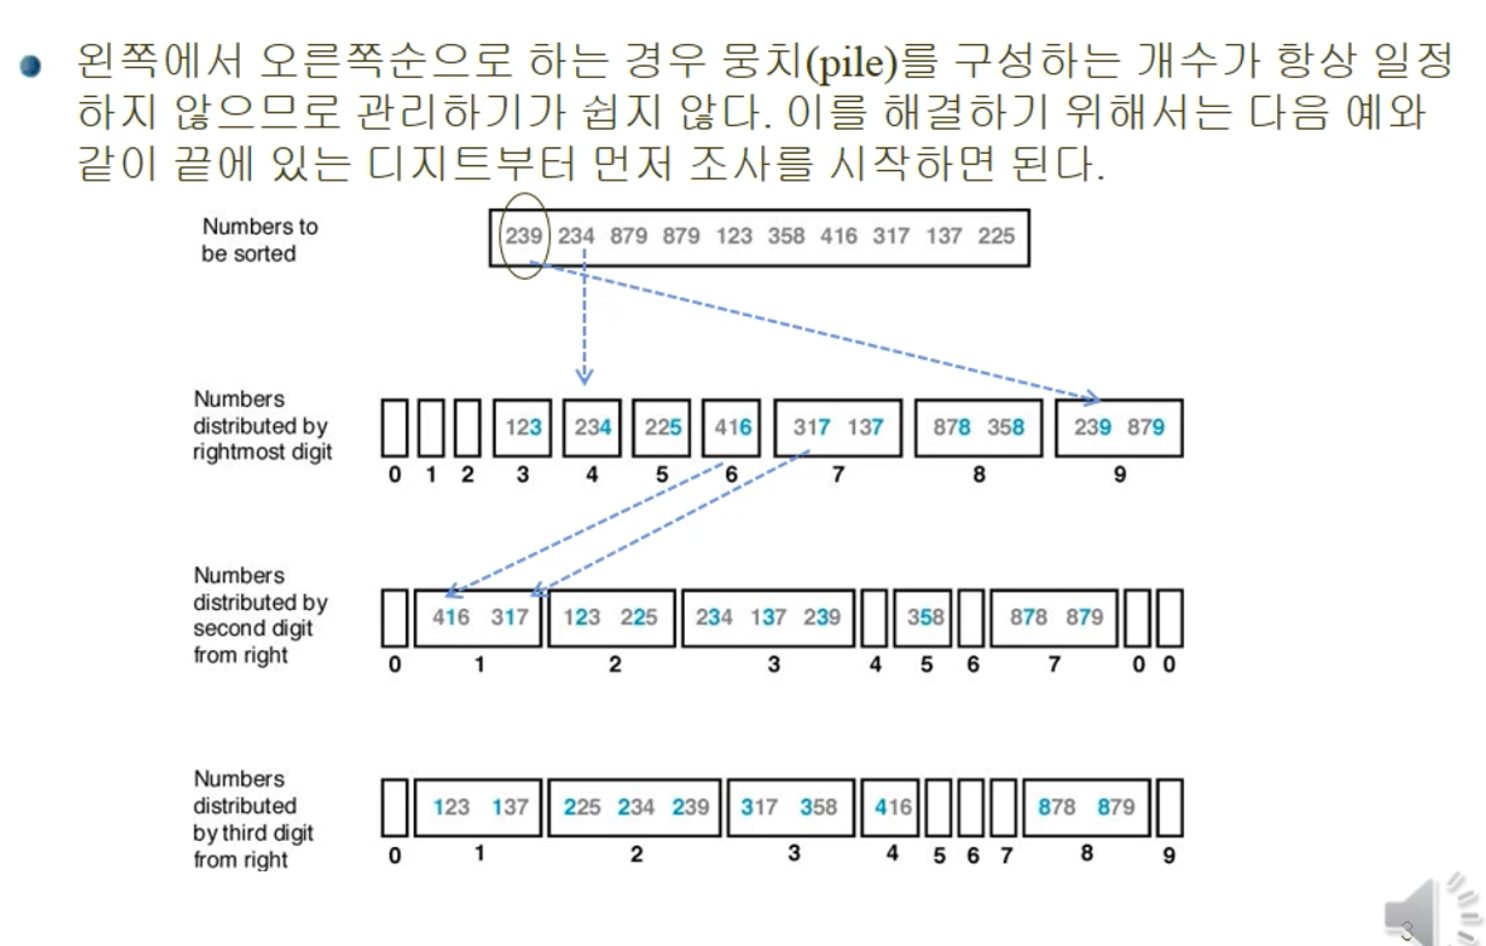 왼쪽에서 오른쪽순으로 하는 경우 뭉치(pile)를 구성하는 개수가 항상 일정
하지 않으므로 관리하기가 쉽지 않다. 이를 해결하기 위해서는 다음 예와
같이 끝에 있는 디지트부터 먼저 조사를 시작하면 된다.
Numbers to
be sorted
239 234 879 879 123 358 416 317 137 225
Numbers
distributed by
rightmost digit
123 234 225 416 317 137 878 358 239 879
0 1 2 3 4 5 6 7 8 9
Numbers
distributed by
second digit
from right
416 317 123 225 234 137 239 358 878 879
0 1 2 3 4 5 6 7 0 0
Numbers
distributed
by third digit
from right
123 137 225 234 239 317 358 416 878 879
0 1 2 3 4 5 6 7 8 9
3